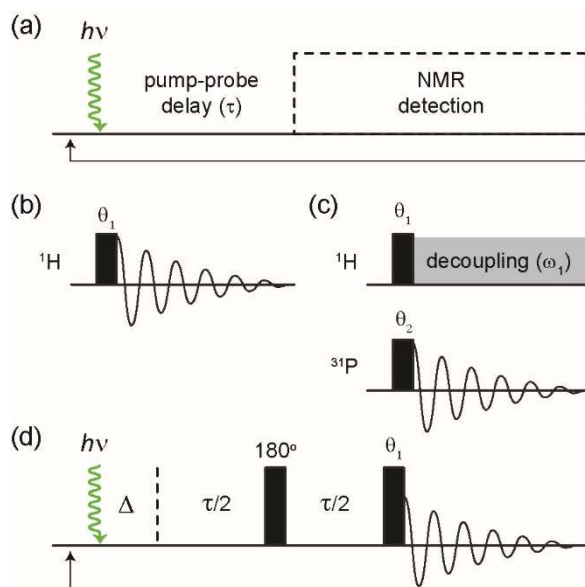 (a)
hν
pump-probe
delay (τ)
NMR
detection
(b)
¹H
θ₁
(c)
¹H
θ₁
decoupling (ω₁)
³¹P
θ₂
(d)
hν
Δ
τ/2
180°
τ/2
θ₁